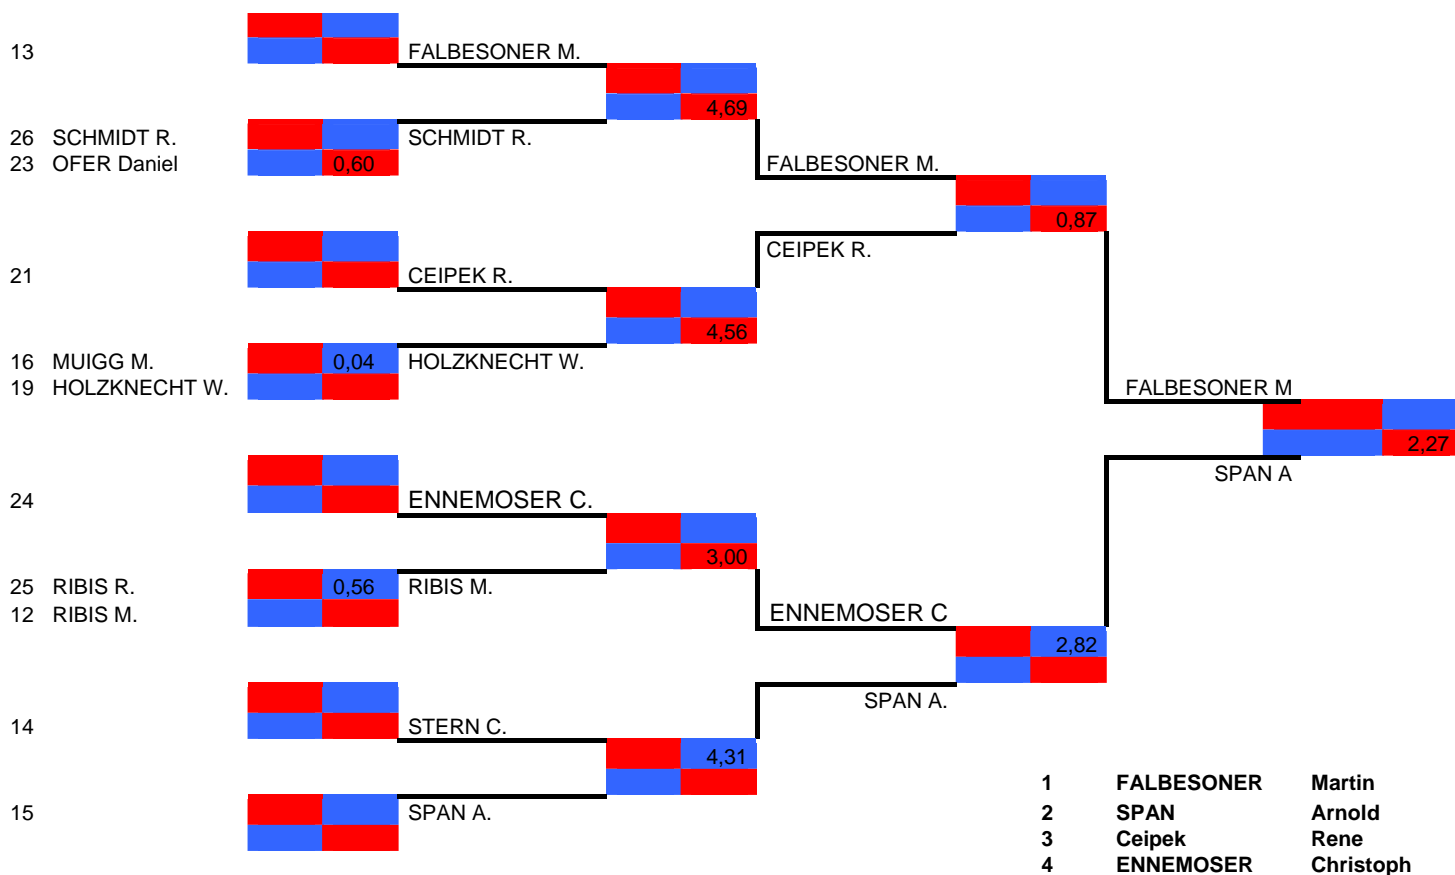 13 FALBESONER M.
4,69
26 SCHMIDT R. SCHMIDT R.
23 OFER Daniel 0,60 FALBESONER M.
0,87
CEIPEK R.
21 CEIPEK R.
4,56
16 MUIGG M. 0,04 HOLZKNECHT W.
19 HOLZKNECHT W. FALBESONER M
2,27
SPAN A
24 ENNEMOSER C.
3,00
25 RIBIS R. 0,56 RIBIS M.
12 RIBIS M. ENNEMOSER C
2,82
SPAN A.
14 STERN C.
4,31
1 FALBESONER Martin
15 SPAN A. 2 SPAN Arnold
3 Ceipek Rene
4 ENNEMOSER Christoph